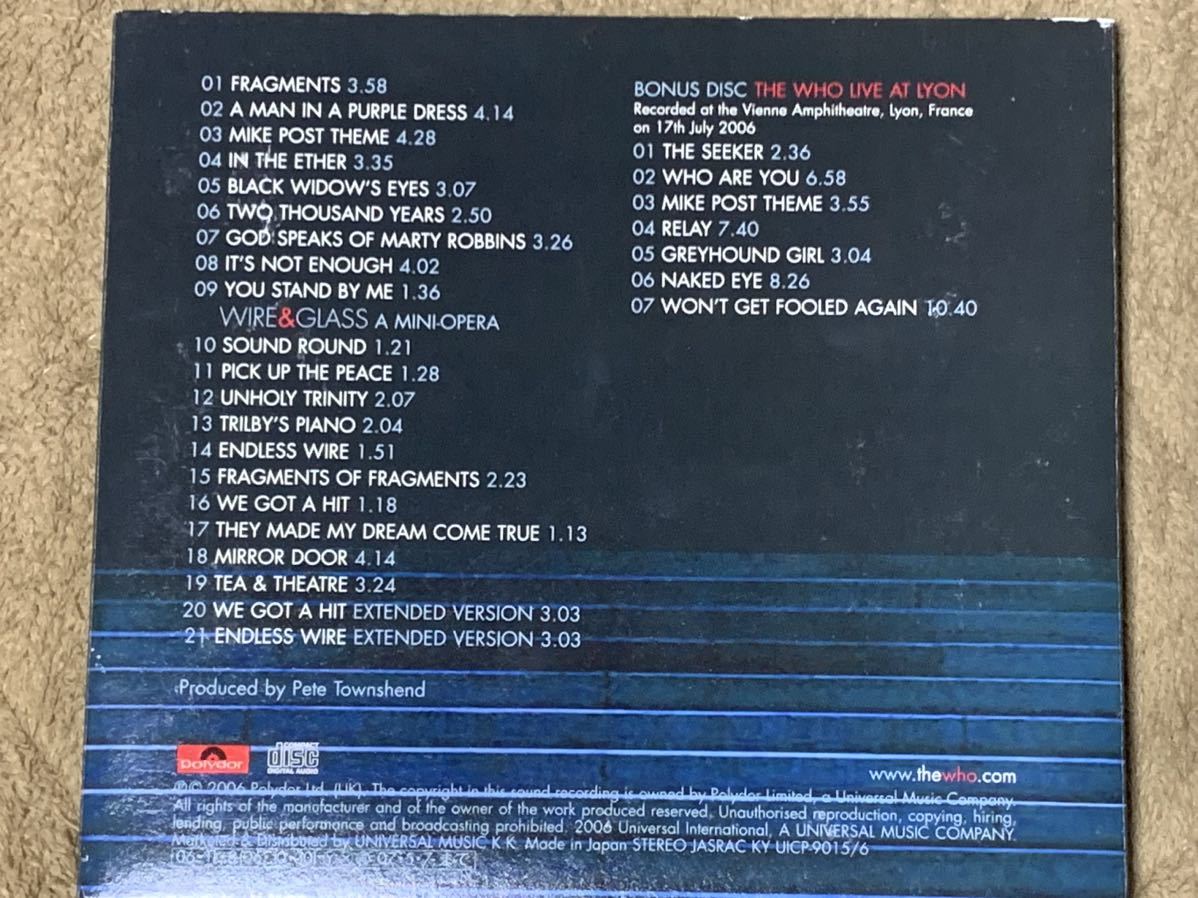 01 FRAGMENTS 3.58
02 A MAN IN A PURPLE DRESS 4.14
03 MIKE POST THEME 4.28
04 IN THE ETHER 3.35
05 BLACK WIDOW'S EYES 3.07
06 TWO THOUSAND YEARS 2.50
07 GOD SPEAKS OF MARTY ROBBINS 3.26
08 IT'S NOT ENOUGH 4.02
09 YOU STAND BY ME 1.36
WIRE&GLASS A MINI-OPERA
10 SOUND ROUND 1.21
11 PICK UP THE PEACE 1.28
12 UNHOLY TRINITY 2.07
13 TRILBY'S PIANO 2.04
14 ENDLESS WIRE 1.51
15 FRAGMENTS OF FRAGMENTS 2.23
16 WE GOT A HIT 1.18
17 THEY MADE MY DREAM COME TRUE 1.13
18 MIRROR DOOR 4.14
19 TEA & THEATRE 3.24
20 WE GOT A HIT EXTENDED VERSION 3.03
21 ENDLESS WIRE EXTENDED VERSION 3.03
BONUS DISC THE WHO LIVE AT LYON
Recorded at the Vienne Amphitheatre, Lyon, France
on 17th July 2006
01 THE SEEKER 2.36
02 WHO ARE YOU 6.58
03 MIKE POST THEME 3.55
04 RELAY 7.40
05 GREYHOUND GIRL 3.04
06 NAKED EYE 8.26
07 WON'T GET FOOLED AGAIN 10.40
Produced by Pete Townshend
polydor
COMPACT
disc
DIGITAL AUDIO
www.thewho.com
℗© 2006 Polydor Ltd. (UK). The copyright in this sound recording is owned by Polydor Limited, a Universal Music Company.
All rights of the manufacturer and of the owner of the work produced reserved. Unauthorised reproduction, copying, hiring,
lending, public performance and broadcasting prohibited. 2006 Universal International, A UNIVERSAL MUSIC COMPANY.
Marketed & Distributed by UNIVERSAL MUSIC K.K. Made in Japan STEREO JASRAC KY UICP-9015/6